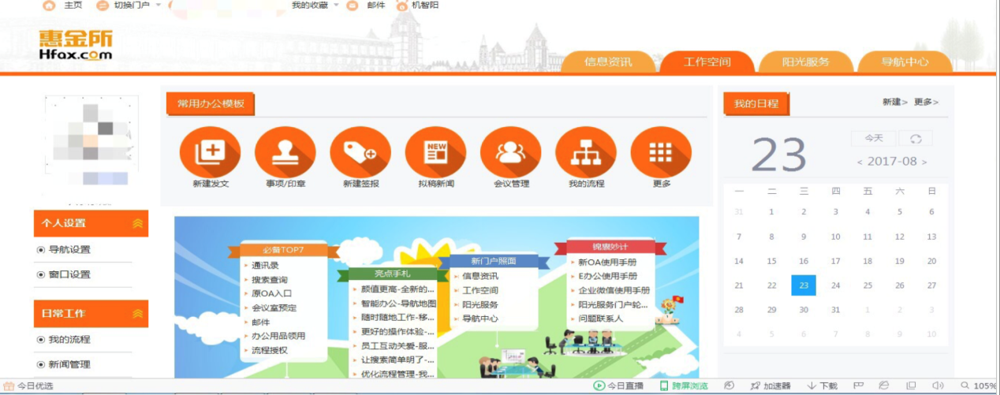 主页 切换门户 我的收藏 邮件 机智阳
惠金所
Hfax.com
信息资讯 工作空间 阳光服务 导航中心
常用办公模板
新建发文 事项/印章 新建签报 拟稿新闻 会议管理 我的流程 更多
NEW
我的日程 新建> 更多>
23
今天
< 2017-08 >
一 二 三 四 五 六 日
31 1 2 3 4 5 6
7 8 9 10 11 12 13
14 15 16 17 18 19 20
21 22 23 24 25 26 27
28 29 30 31 1 2 3
4 5 6 7 8 9 10
个人设置
导航设置
窗口设置
日常工作
我的流程
新闻管理
必备TOP7
通讯录
搜索查询
原OA入口
会议室预定
邮件
办公用品领用
流程授权
亮点手札
颜值更高-全新的...
智能办公-导航地图
随时随地工作-移...
更好的操作体验-...
员工互动关爱-服...
让搜索简单明了-...
优化流程管理-我...
新门户照面
信息资讯
工作空间
阳光服务
导航中心
锦囊妙计
新OA使用手册
E办公使用手册
企业微信使用手册
阳光服务门户轮...
问题联系人
今日优选 今日直播 跨屏浏览 加速器 下载 105%